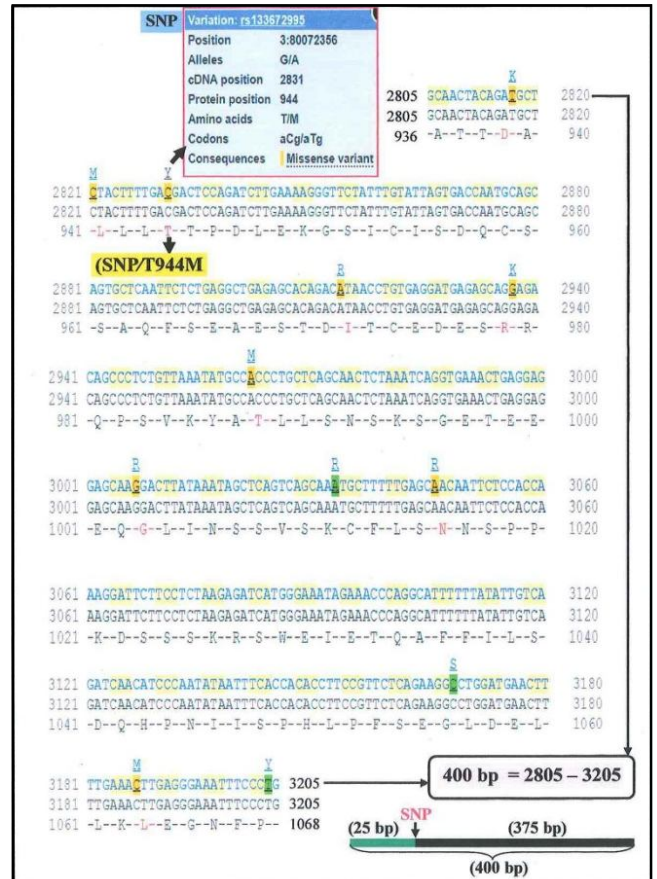 SNP Variation: rs133672995
Position 3:80072356
Alleles G/A
cDNA position 2831
Protein position 944
Amino acids T/M
Codons aCg/aTg
Consequences Missense variant
K
2805 GCAACTACAGATGCT 2820
2805 GCAACTACAGATGCT 2820
936 -A--T--T--D--A- 940
M Y
2821 CTACTTTTGACGACTCCAGATCTTGAAAAGGGTTCTATTTGTATTAGTGACCAATGCAGC 2880
2821 CTACTTTTGACGACTCCAGATCTTGAAAAGGGTTCTATTTGTATTAGTGACCAATGCAGC 2880
941 -L--L--L--T--T--P--D--L--E--K--G--S--I--C--I--S--D--Q--C--S- 960
(SNP/T944M
R K
2881 AGTGCTCAATTCTCTGAGGCTGAGAGCACAGACATAACCTGTGAGGATGAGAGCAGGAGA 2940
2881 AGTGCTCAATTCTCTGAGGCTGAGAGCACAGACATAACCTGTGAGGATGAGAGCAGGAGA 2940
961 -S--A--Q--F--S--E--A--E--S--T--D--I--T--C--E--D--E--S--R--R- 980
M
2941 CAGCCCTCTGTTAAATATGCCACCCTGCTCAGCAACTCTAAATCAGGTGAAACTGAGGAG 3000
2941 CAGCCCTCTGTTAAATATGCCACCCTGCTCAGCAACTCTAAATCAGGTGAAACTGAGGAG 3000
981 -Q--P--S--V--K--Y--A--T--L--L--S--N--S--K--S--G--E--T--E--E- 1000
R R R
3001 GAGCAAGGACTTATAAATAGCTCAGTCAGCAAATGCTTTTTGAGCAACAATTCTCCACCA 3060
3001 GAGCAAGGACTTATAAATAGCTCAGTCAGCAAATGCTTTTTGAGCAACAATTCTCCACCA 3060
1001 -E--Q--G--L--I--N--S--S--V--S--K--C--F--L--S--N--N--S--P--P- 1020
3061 AAGGATTCTTCCTCTAAGAGATCATGGGAAATAGAAACCCAGGCATTTTTTATATTGTCA 3120
3061 AAGGATTCTTCCTCTAAGAGATCATGGGAAATAGAAACCCAGGCATTTTTTATATTGTCA 3120
1021 -K--D--S--S--S--K--R--S--W--E--I--E--T--Q--A--F--F--I--L--S- 1040
S
3121 GATCAACATCCCAATATAATTTCACCACACCTTCCGTTCTCAGAAGGCCTGGATGAACTT 3180
3121 GATCAACATCCCAATATAATTTCACCACACCTTCCGTTCTCAGAAGGCCTGGATGAACTT 3180
1041 -D--Q--H--P--N--I--I--S--P--H--L--P--F--S--E--G--L--D--E--L- 1060
M Y
3181 TTGAAACTTGAGGGAAATTTCCCTG 3205
3181 TTGAAACTTGAGGGAAATTTCCCTG 3205
1061 -L--K--L--E--G--N--F--P-- 1068
400 bp = 2805 – 3205
SNP
(25 bp) (375 bp)
(400 bp)